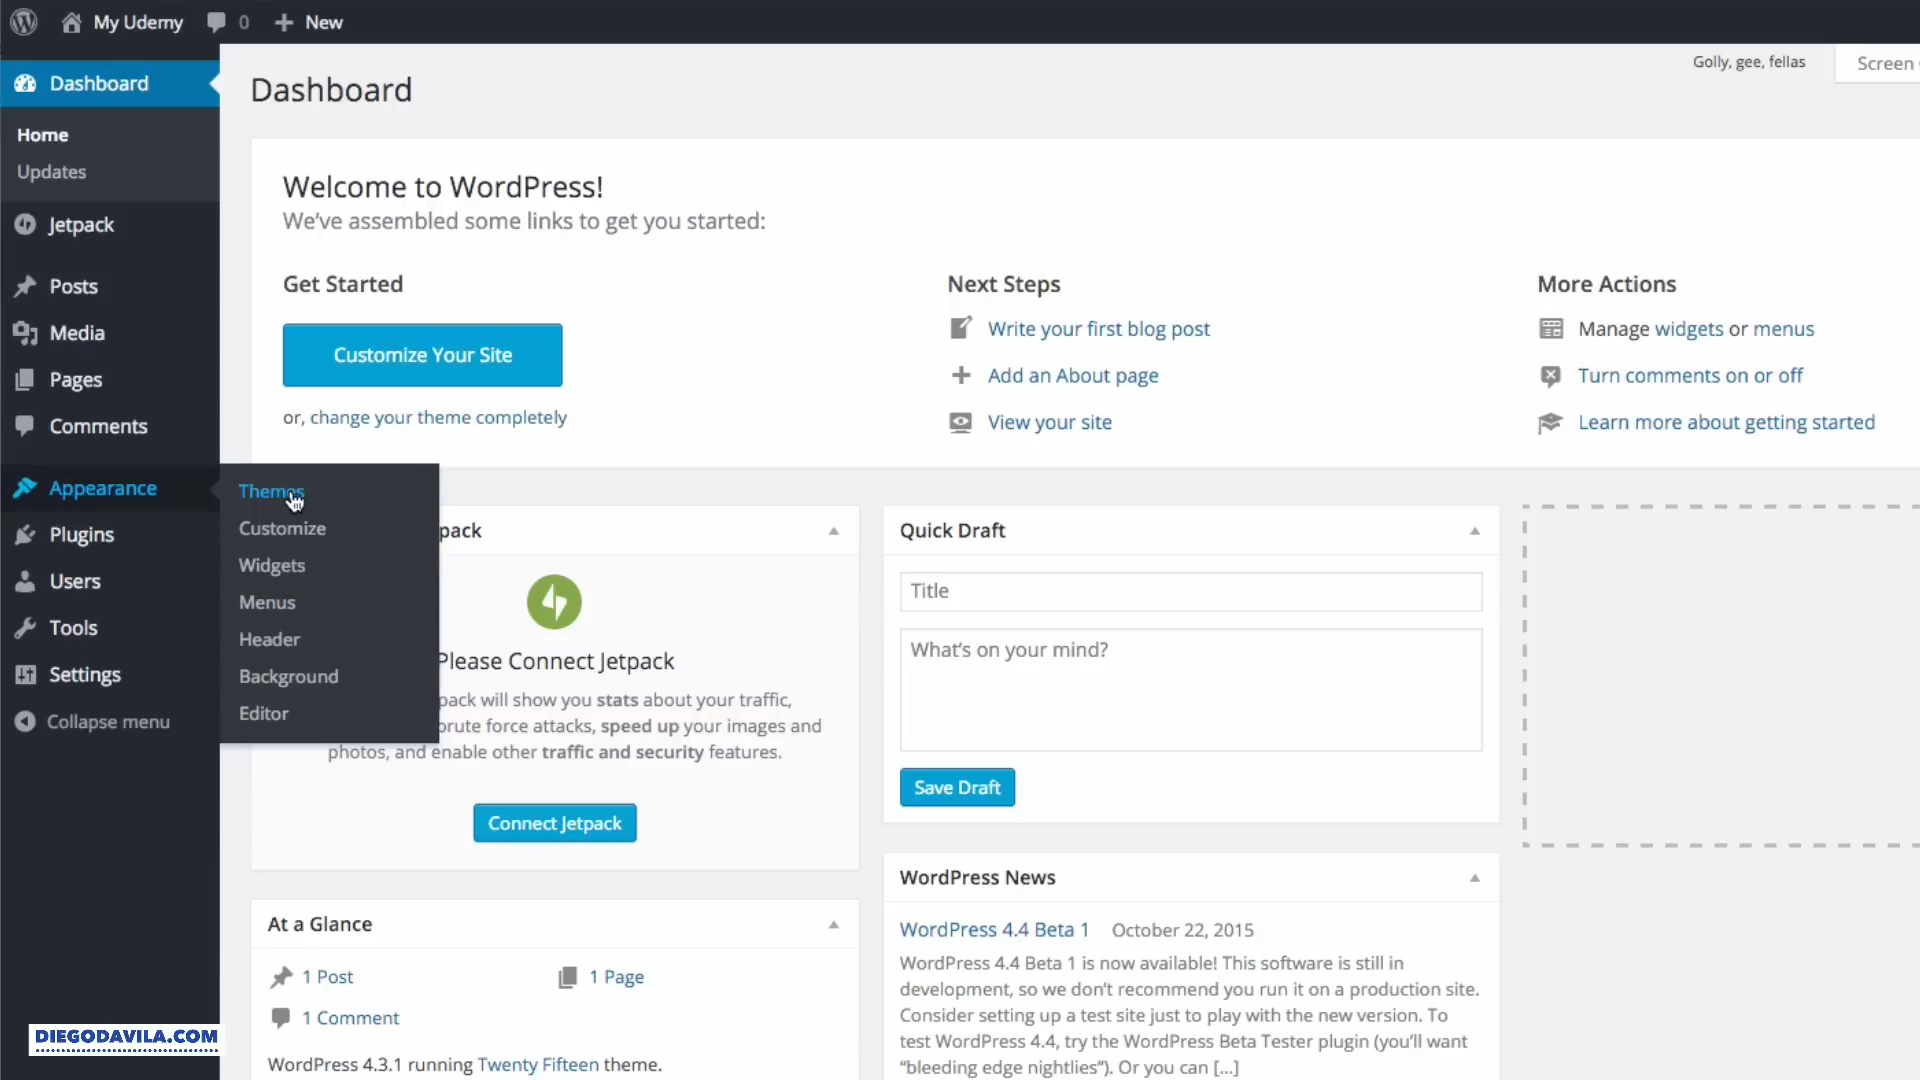 My Udemy 0 New
Golly, gee, fellas
Screen
Dashboard
Home
Updates
Jetpack
Posts
Media
Pages
Comments
Appearance
Plugins
Users
Tools
Settings
Collapse menu
Themes
Customize
Widgets
Menus
Header
Background
Editor
Dashboard
Welcome to WordPress!
We've assembled some links to get you started:
Get Started
Customize Your Site
or, change your theme completely
Next Steps
Write your first blog post
Add an About page
View your site
More Actions
Manage widgets or menus
Turn comments on or off
Learn more about getting started
pack
Please Connect Jetpack
pack will show you stats about your traffic,
orute force attacks, speed up your images and
photos, and enable other traffic and security features.
Connect Jetpack
At a Glance
1 Post
1 Page
1 Comment
WordPress 4.3.1 running Twenty Fifteen theme.
Quick Draft
Title
What's on your mind?
Save Draft
WordPress News
WordPress 4.4 Beta 1 October 22, 2015
WordPress 4.4 Beta 1 is now available! This software is still in
development, so we don't recommend you run it on a production site.
Consider setting up a test site just to play with the new version. To
test WordPress 4.4, try the WordPress Beta Tester plugin (you'll want
“bleeding edge nightlies”). Or you can [...]
DIEGODAVILA.COM